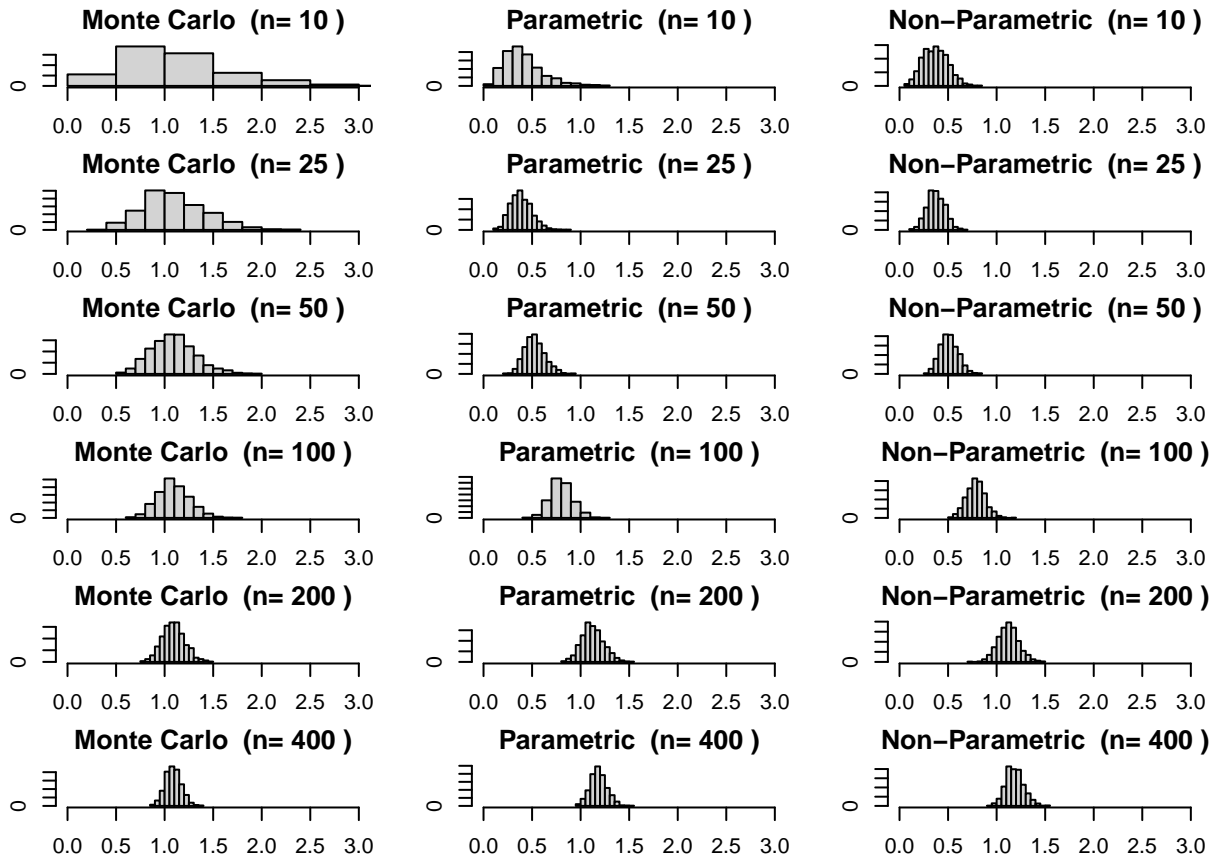 Monte Carlo (n= 10 ) Parametric (n= 10 ) Non−Parametric (n= 10 )
0 0 0
0.0 0.5 1.0 1.5 2.0 2.5 3.0 0.0 0.5 1.0 1.5 2.0 2.5 3.0 0.0 0.5 1.0 1.5 2.0 2.5 3.0
Monte Carlo (n= 25 ) Parametric (n= 25 ) Non−Parametric (n= 25 )
0 0 0
0.0 0.5 1.0 1.5 2.0 2.5 3.0 0.0 0.5 1.0 1.5 2.0 2.5 3.0 0.0 0.5 1.0 1.5 2.0 2.5 3.0
Monte Carlo (n= 50 ) Parametric (n= 50 ) Non−Parametric (n= 50 )
0 0 0
0.0 0.5 1.0 1.5 2.0 2.5 3.0 0.0 0.5 1.0 1.5 2.0 2.5 3.0 0.0 0.5 1.0 1.5 2.0 2.5 3.0
Monte Carlo (n= 100 ) Parametric (n= 100 ) Non−Parametric (n= 100 )
0 0 0
0.0 0.5 1.0 1.5 2.0 2.5 3.0 0.0 0.5 1.0 1.5 2.0 2.5 3.0 0.0 0.5 1.0 1.5 2.0 2.5 3.0
Monte Carlo (n= 200 ) Parametric (n= 200 ) Non−Parametric (n= 200 )
0 0 0
0.0 0.5 1.0 1.5 2.0 2.5 3.0 0.0 0.5 1.0 1.5 2.0 2.5 3.0 0.0 0.5 1.0 1.5 2.0 2.5 3.0
Monte Carlo (n= 400 ) Parametric (n= 400 ) Non−Parametric (n= 400 )
0 0 0
0.0 0.5 1.0 1.5 2.0 2.5 3.0 0.0 0.5 1.0 1.5 2.0 2.5 3.0 0.0 0.5 1.0 1.5 2.0 2.5 3.0